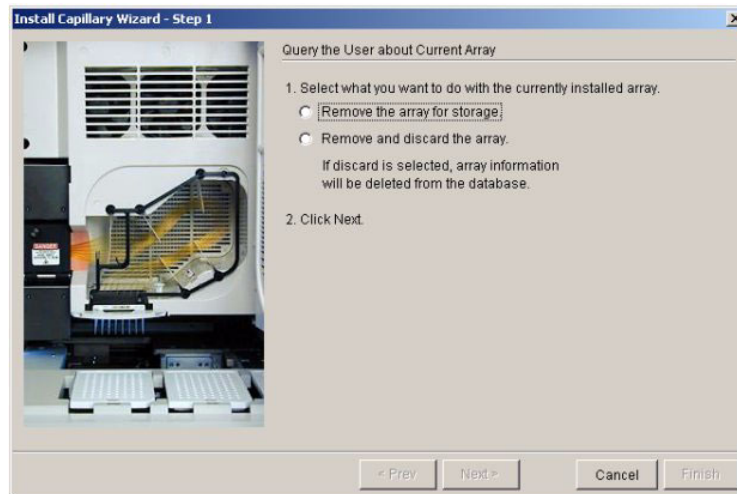 Install Capillary Wizard - Step 1
Query the User about Current Array
1. Select what you want to do with the currently installed array.
Remove the array for storage.
Remove and discard the array.
If discard is selected, array information
will be deleted from the database.
2. Click Next.
DANGER
< Prev
Next >
Cancel
Finish